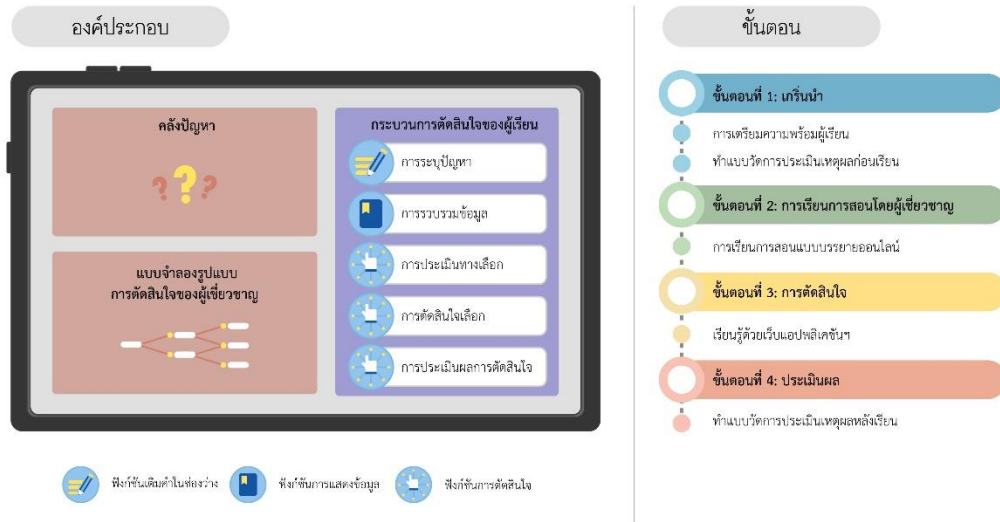 องค์ประกอบ
คลังปัญหา
???
แบบจำลองรูปแบบ
การตัดสินใจของผู้เชี่ยวชาญ
กระบวนการตัดสินใจของผู้เรียน
การระบุปัญหา
การรวบรวมข้อมูล
การประเมินทางเลือก
การตัดสินใจเลือก
การประเมินผลการตัดสินใจ
ฟังก์ชันเติมคำในช่องว่าง
ฟังก์ชันการแสดงข้อมูล
ฟังก์ชันการตัดสินใจ
ขั้นตอน
ขั้นตอนที่ 1: เกริ่นนำ
การเตรียมความพร้อมผู้เรียน
ทำแบบวัดการประเมินเหตุผลก่อนเรียน
ขั้นตอนที่ 2: การเรียนการสอนโดยผู้เชี่ยวชาญ
การเรียนการสอนแบบบรรยายออนไลน์
ขั้นตอนที่ 3: การตัดสินใจ
เรียนรู้ด้วยเว็บแอปพลิเคชันฯ
ขั้นตอนที่ 4: ประเมินผล
ทำแบบวัดการประเมินเหตุผลหลังเรียน